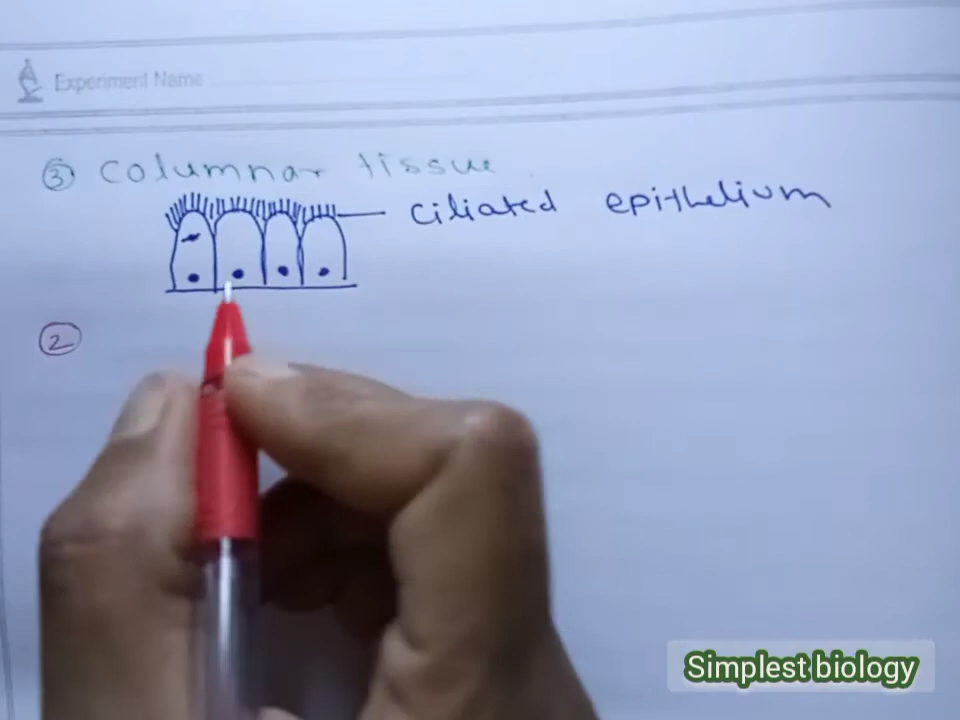 Experiment Name
③ Columnar tissue
Ciliated epithelium
②
Simplest biology